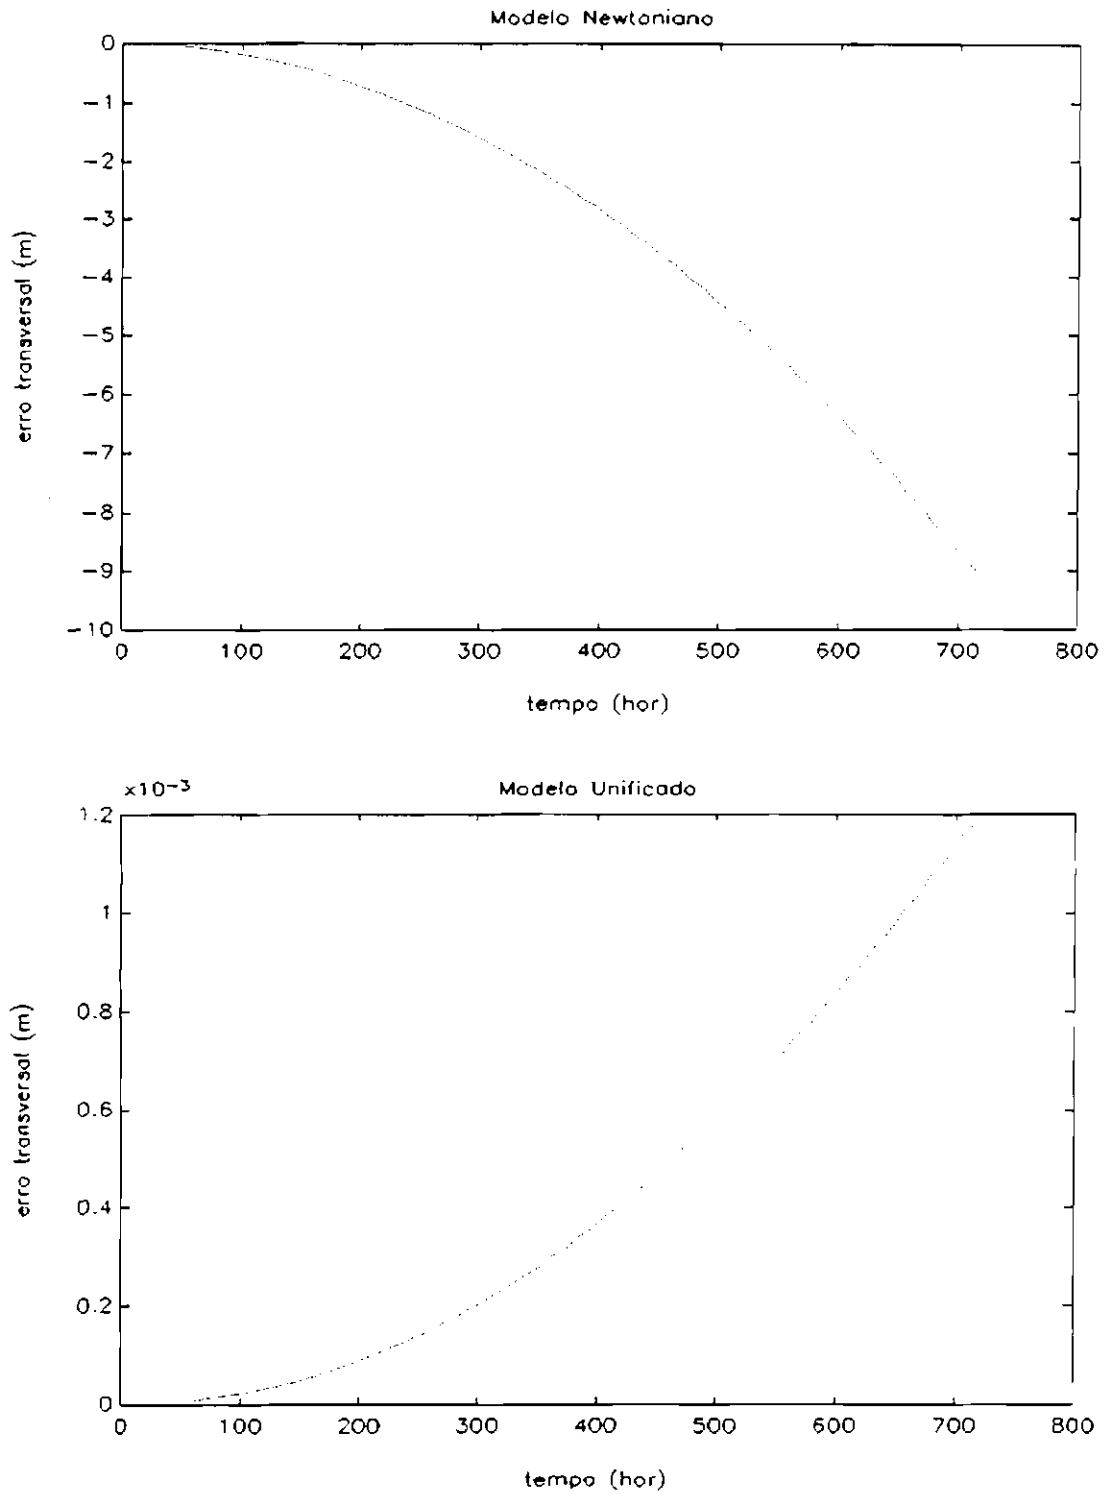 Modelo Newtoniano
0
-1
-2
-3
-4
-5
-6
-7
-8
-9
-10
erro transversal (m)
0 100 200 300 400 500 600 700 800
tempo (hor)
x10-3
Modelo Unificado
1.2
1
0.8
0.6
0.4
0.2
0
erro transversal (m)
0 100 200 300 400 500 600 700 800
tempo (hor)